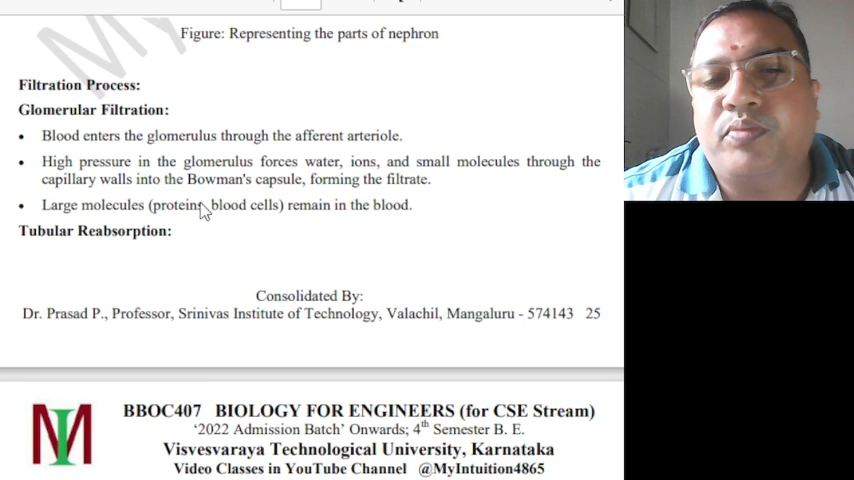 Figure: Representing the parts of nephron
Filtration Process:
Glomerular Filtration:
• Blood enters the glomerulus through the afferent arteriole.
• High pressure in the glomerulus forces water, ions, and small molecules through the
capillary walls into the Bowman's capsule, forming the filtrate.
• Large molecules (proteins, blood cells) remain in the blood.
Tubular Reabsorption:
Consolidated By:
Dr. Prasad P., Professor, Srinivas Institute of Technology, Valachil, Mangaluru - 574143 25
MI
BBOC407 BIOLOGY FOR ENGINEERS (for CSE Stream)
'2022 Admission Batch' Onwards; 4th Semester B. E.
Visvesvaraya Technological University, Karnataka
Video Classes in YouTube Channel @MyIntuition4865